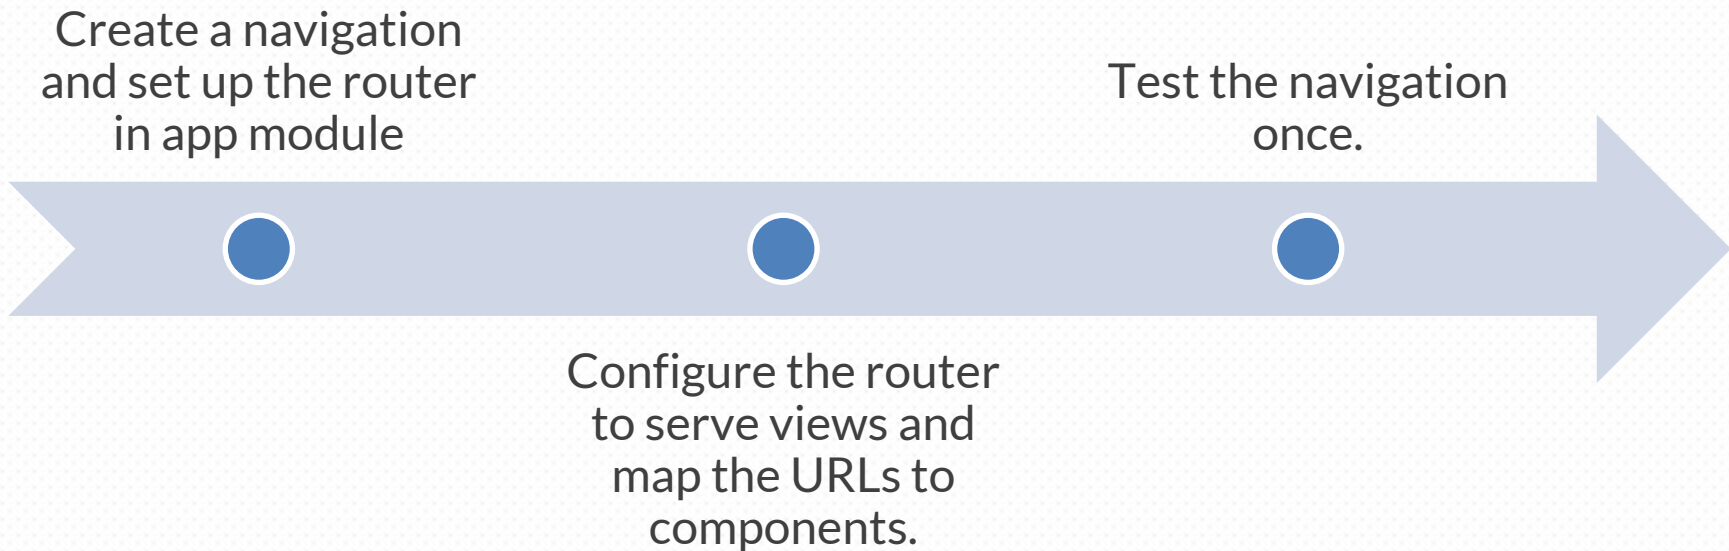 Create a navigation
and set up the router
in app module
Configure the router
to serve views and
map the URLs to
components.
Test the navigation
once.